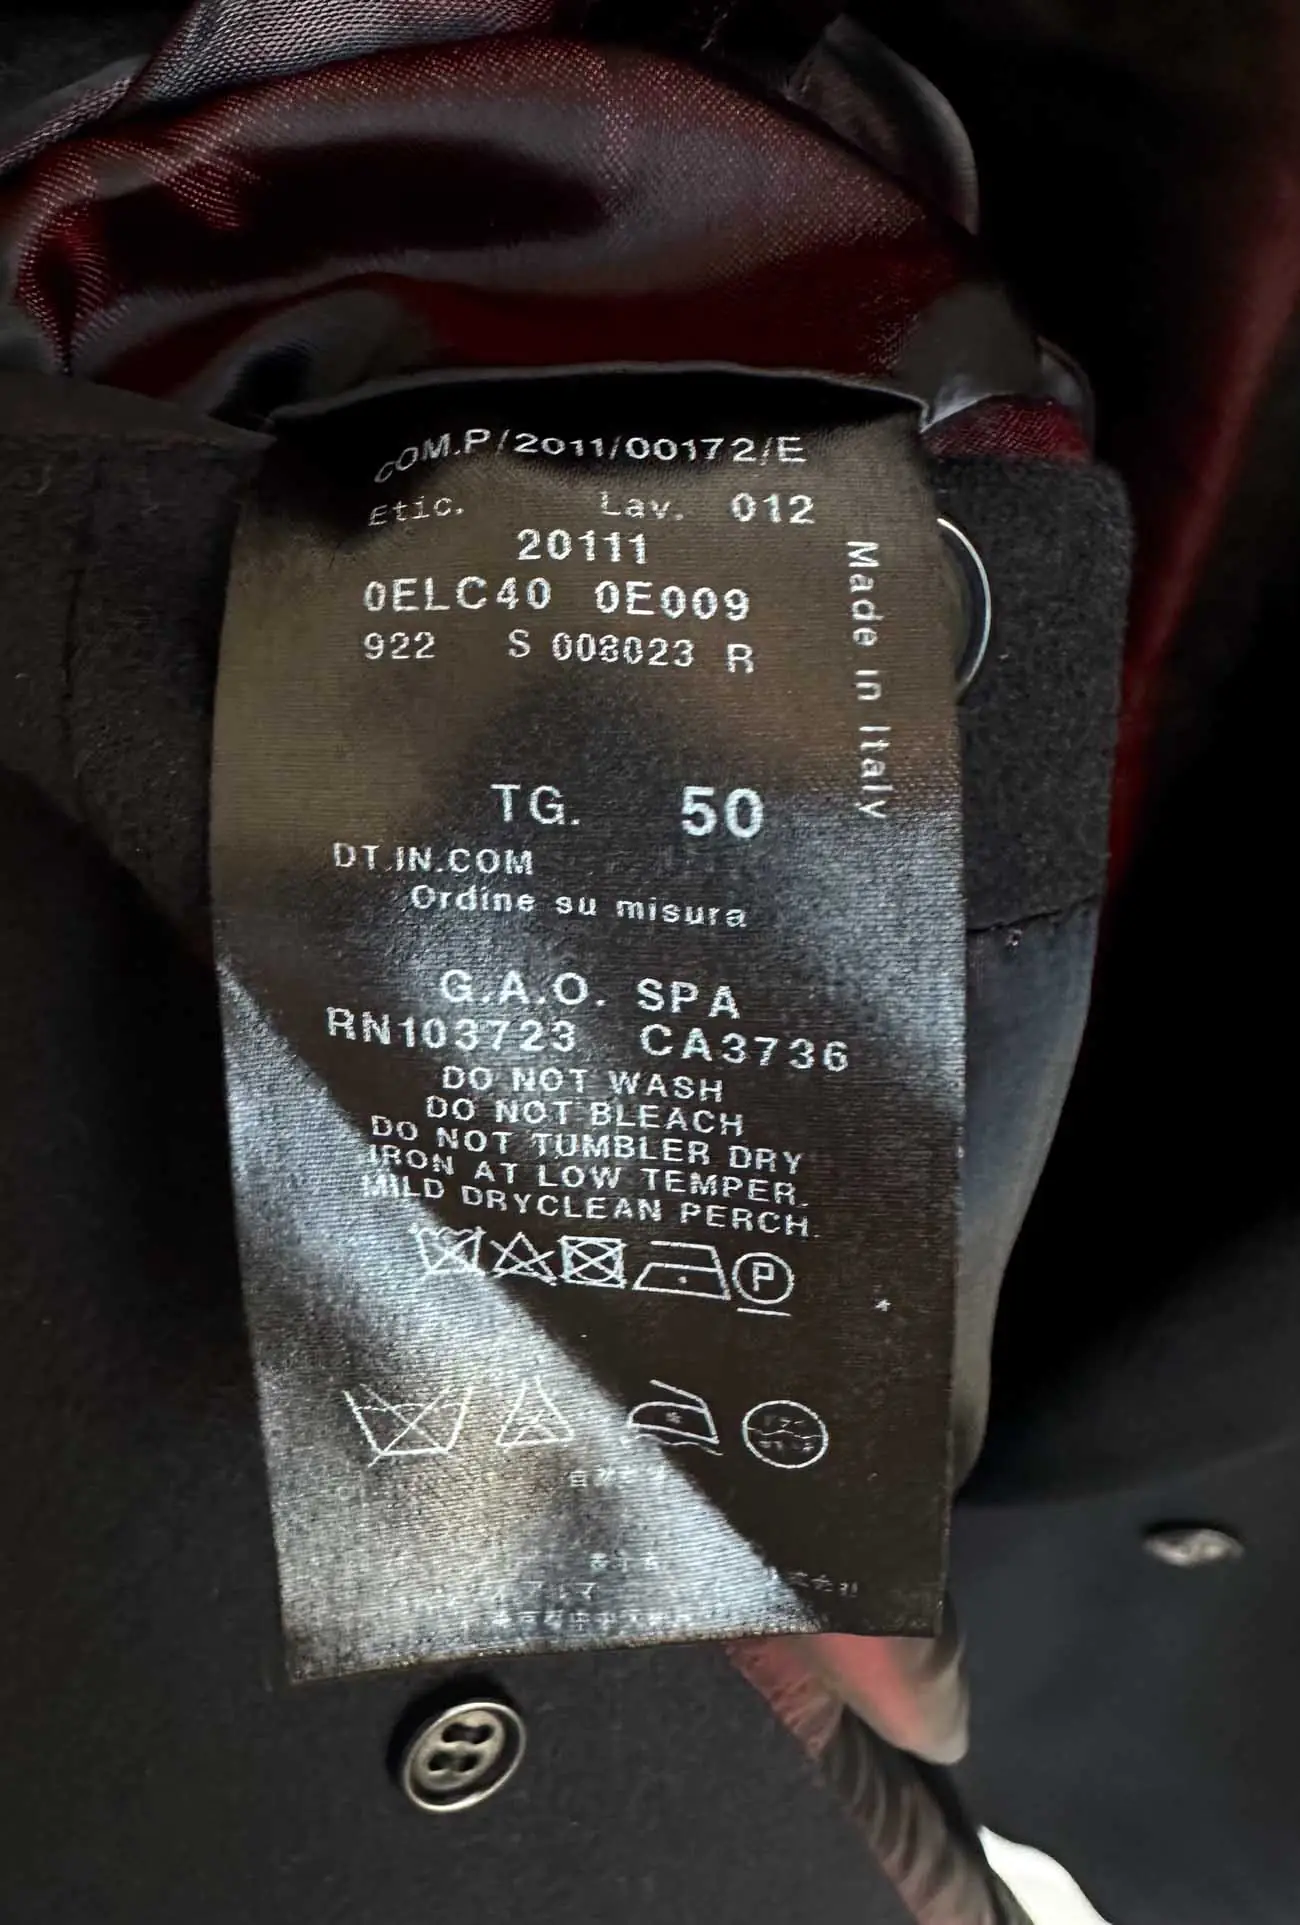 COM.P/2011/00172/E
Etic. Lav. 012
20111
0ELC40 0E009
922 S 008023 R
Made in Italy
TG. 50
DT.IN.COM
Ordine su misura
G.A.O. SPA
RN103723 CA3736
DO NOT WASH
DO NOT BLEACH
DO NOT TUMBLER DRY
IRON AT LOW TEMPER.
MILD DRYCLEAN PERCH.
P